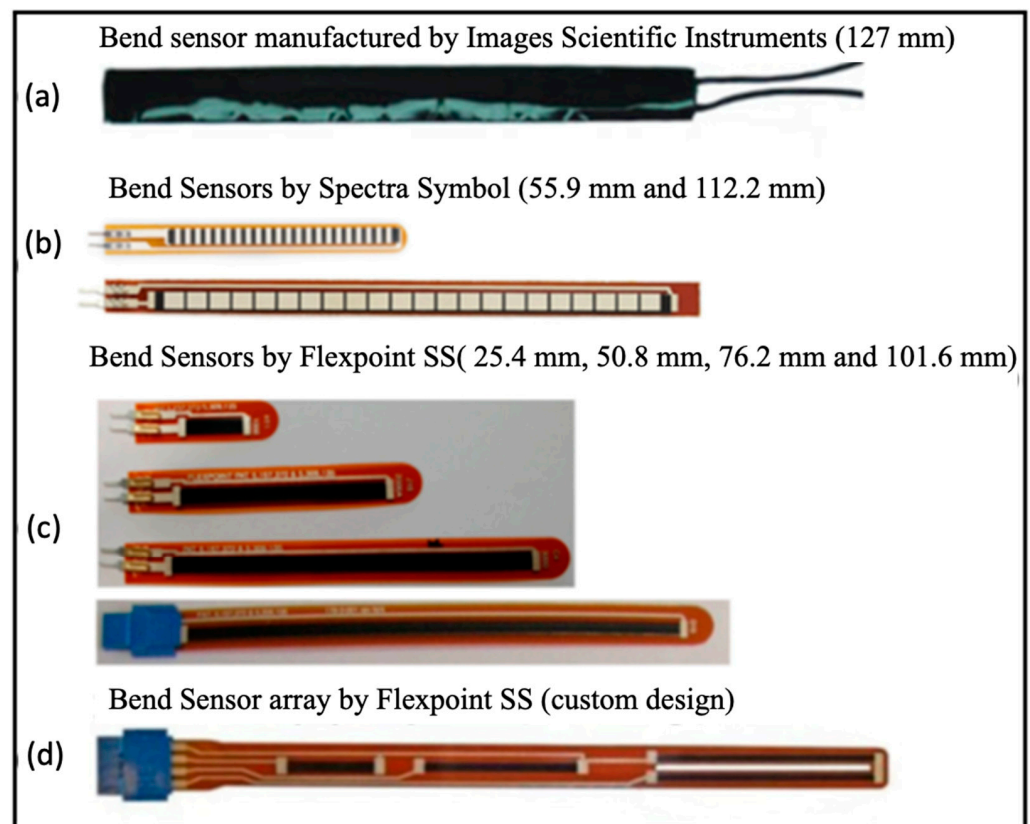 Bend sensor manufactured by Images Scientific Instruments (127 mm)
(a)
Bend Sensors by Spectra Symbol (55.9 mm and 112.2 mm)
(b)
Bend Sensors by Flexpoint SS( 25.4 mm, 50.8 mm, 76.2 mm and 101.6 mm)
(c)
Bend Sensor array by Flexpoint SS (custom design)
(d)